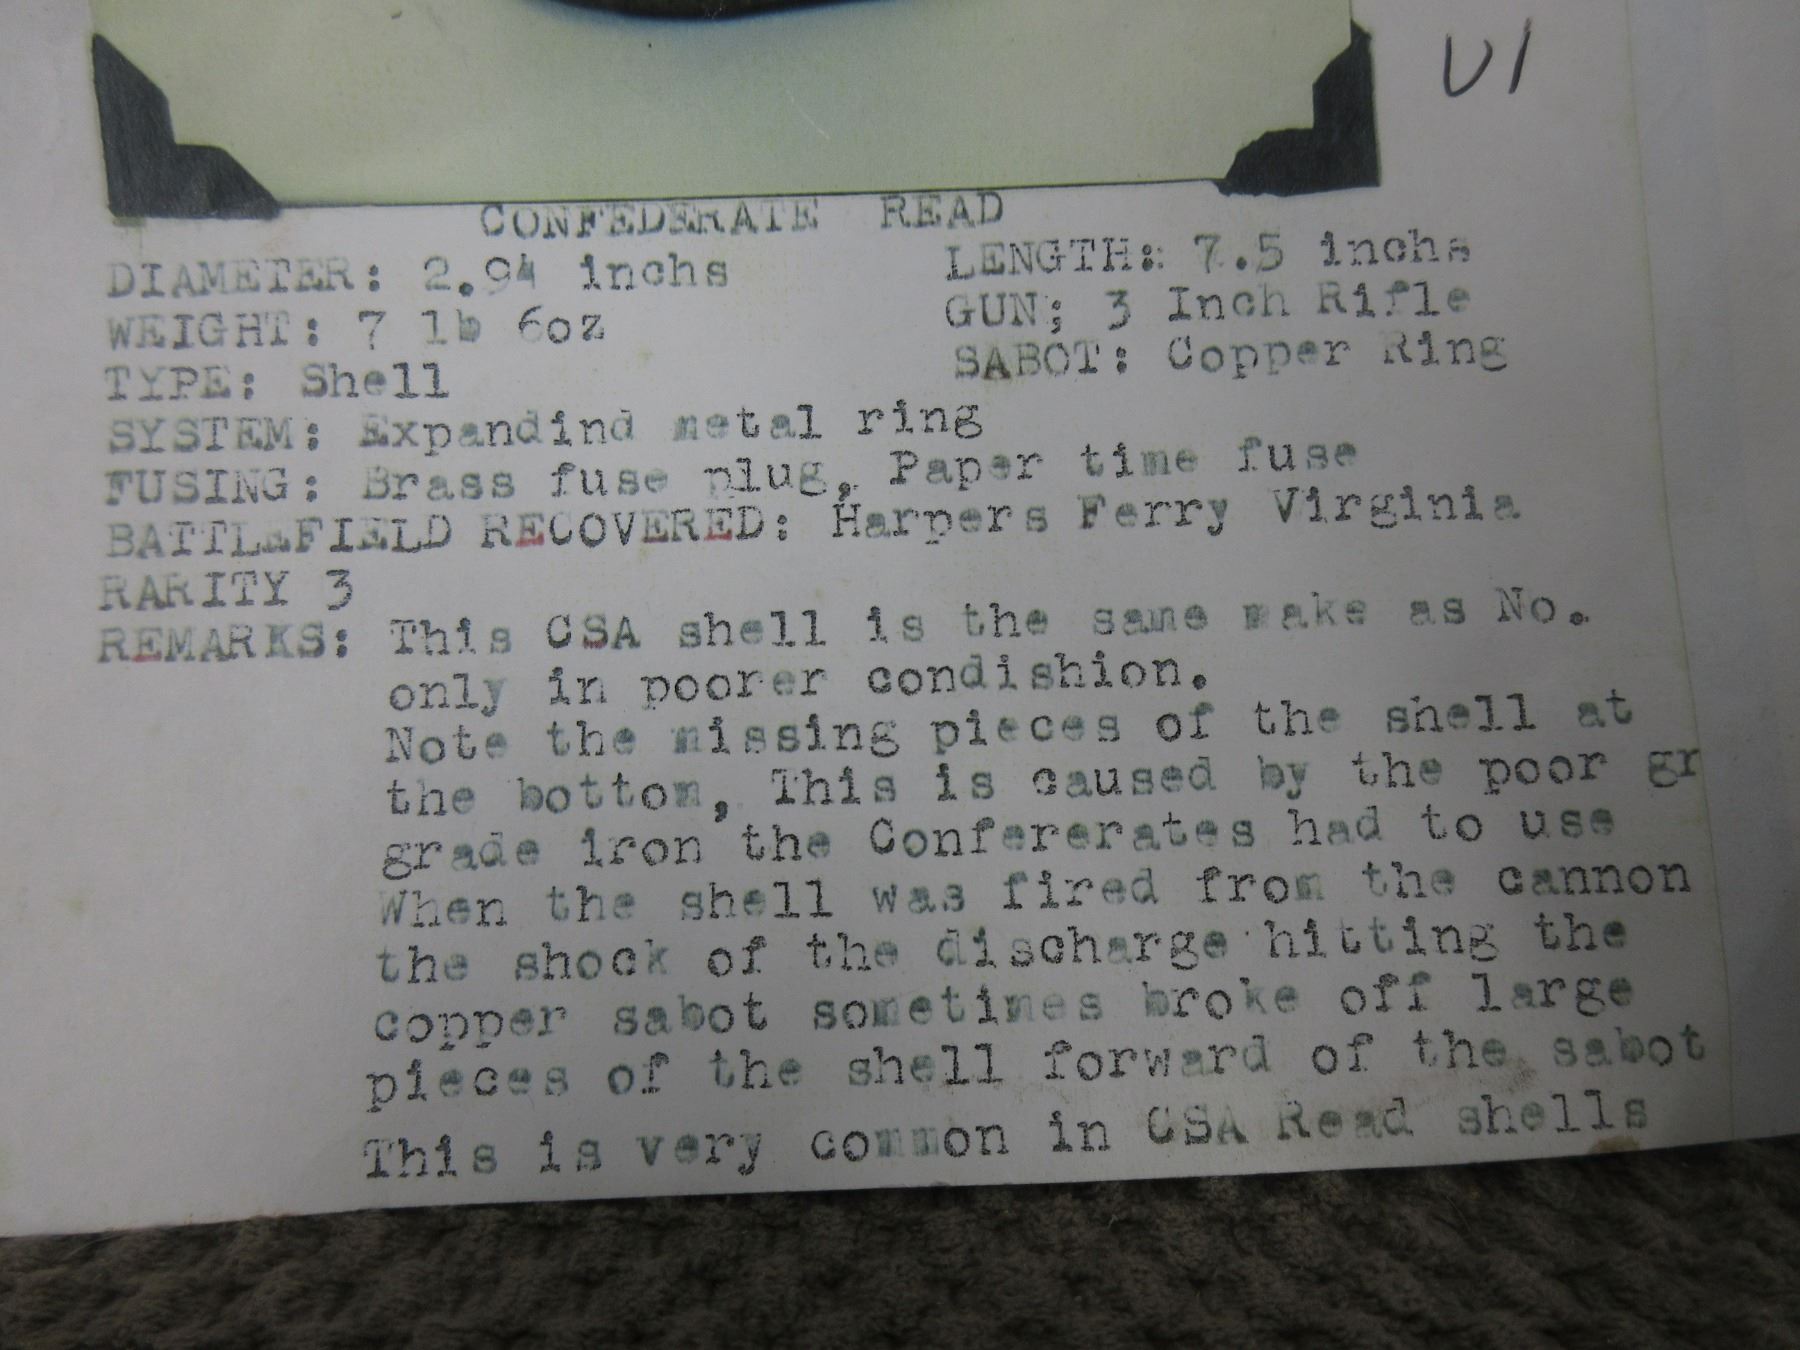 U1
CONFEDERATE READ
DIAMETER: 2.94 inchs LENGTH: 7.5 inchs
WEIGHT: 7 lb 6oz GUN; 3 Inch Rifle
TYPE: Shell SABOT: Copper Ring
SYSTEM: Expandind metal ring
FUSING: Brass fuse plug, Paper time fuse
BATTLEFIELD RECOVERED: Harpers Ferry Virginia
RARITY 3
REMARKS: This CSA shell is the same make as No.
only in poorer condishion.
Note the missing pieces of the shell at
the bottom, This is caused by the poor gr
grade iron the Confererates had to use
When the shell was fired from the cannon
the shock of the discharge hitting the
copper sabot sometimes broke off large
pieces of the shell forward of the sabot
This is very common in CSA Read shells